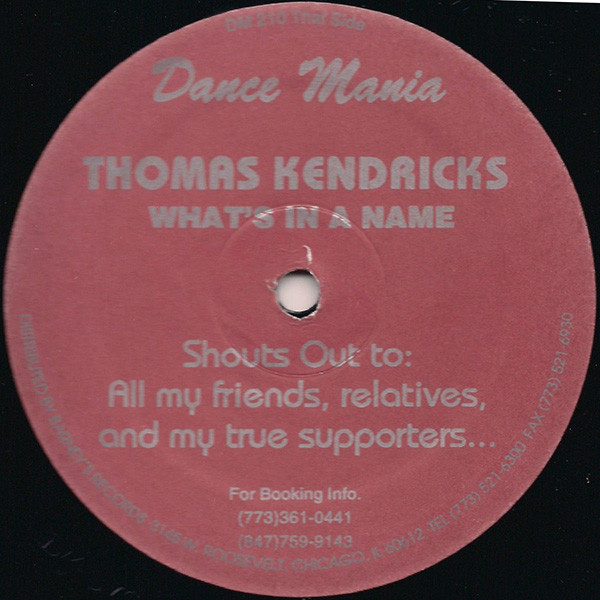 DM 210 That Side
Dance Mania
THOMAS KENDRICKS
WHAT'S IN A NAME
Shouts Out to:
All my friends, relatives,
and my true supporters...
For Booking Info.
(773)361-0441
(847)759-9143
DISTRIBUTED BY BARNEY'S RECORDS, 3145 W. ROOSEVELT, CHICAGO, IL 60612 TEL (773) 521-6300 FAX (773) 521-6930